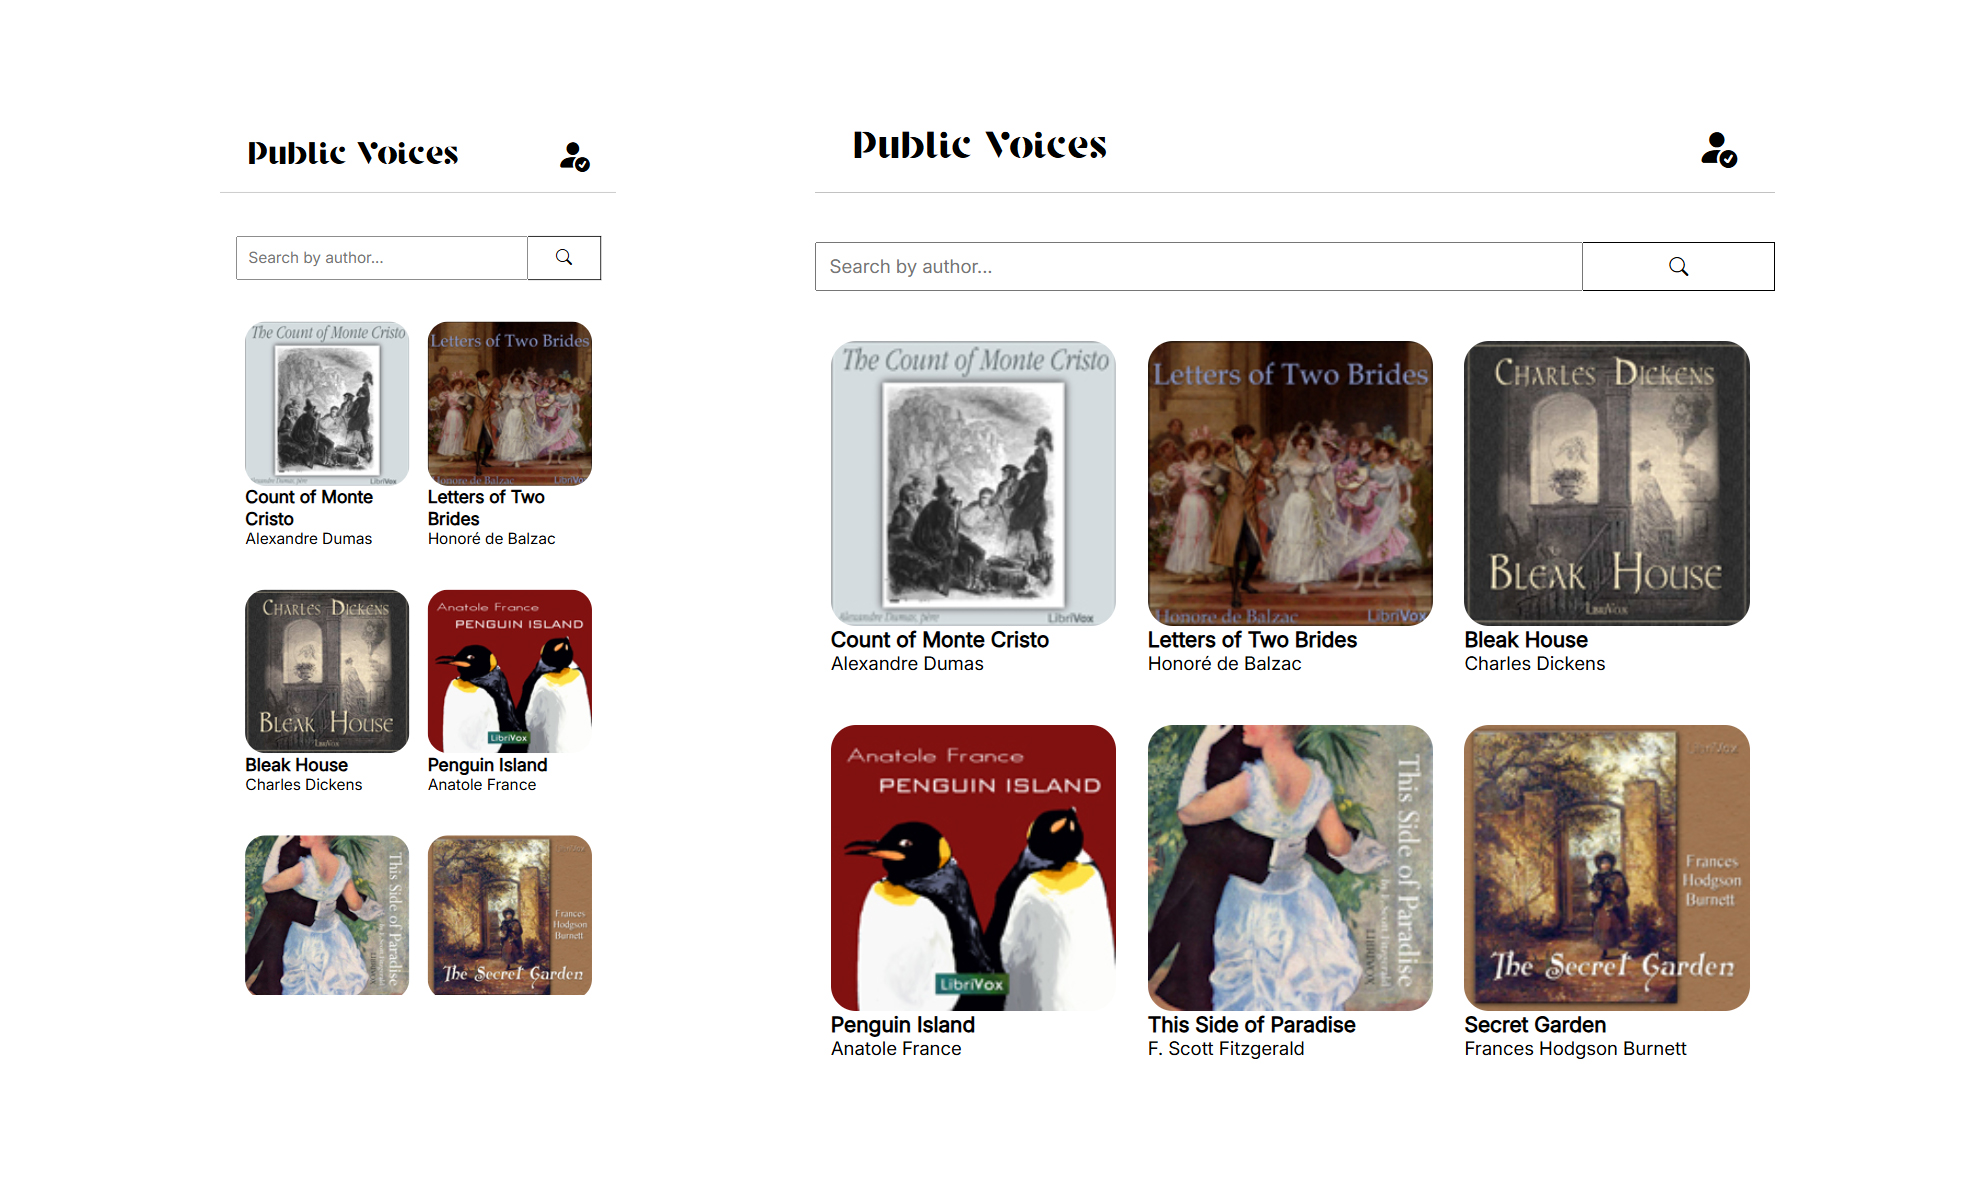 Public Voices
Search by author...
The Count of Monte Cristo
Alexandre Dumas, père
LibriVox
Count of Monte
Cristo
Alexandre Dumas
Letters of Two Brides
Honore de Balzac
LibriVox
Letters of Two
Brides
Honoré de Balzac
CHARLES DICKENS
BLEAK HOUSE
LIBRIVOX
Bleak House
Charles Dickens
Anatole France
PENGUIN ISLAND
LibriVox
Penguin Island
Anatole France
This Side of Paradise
by F. Scott Fitzgerald
LIBRIVOX
LibriVox
Frances
Hodgson
Burnett
The Secret Garden
Public Voices
Search by author...
The Count of Monte Cristo
Alexandre Dumas, père
LibriVox
Count of Monte Cristo
Alexandre Dumas
Letters of Two Brides
Honore de Balzac
LibriVox
Letters of Two Brides
Honoré de Balzac
CHARLES DICKENS
BLEAK HOUSE
LIBRIVOX
Bleak House
Charles Dickens
Anatole France
PENGUIN ISLAND
LibriVox
Penguin Island
Anatole France
This Side of Paradise
by F. Scott Fitzgerald
LIBRIVOX
This Side of Paradise
F. Scott Fitzgerald
LibriVox
Frances
Hodgson
Burnett
The Secret Garden
Secret Garden
Frances Hodgson Burnett